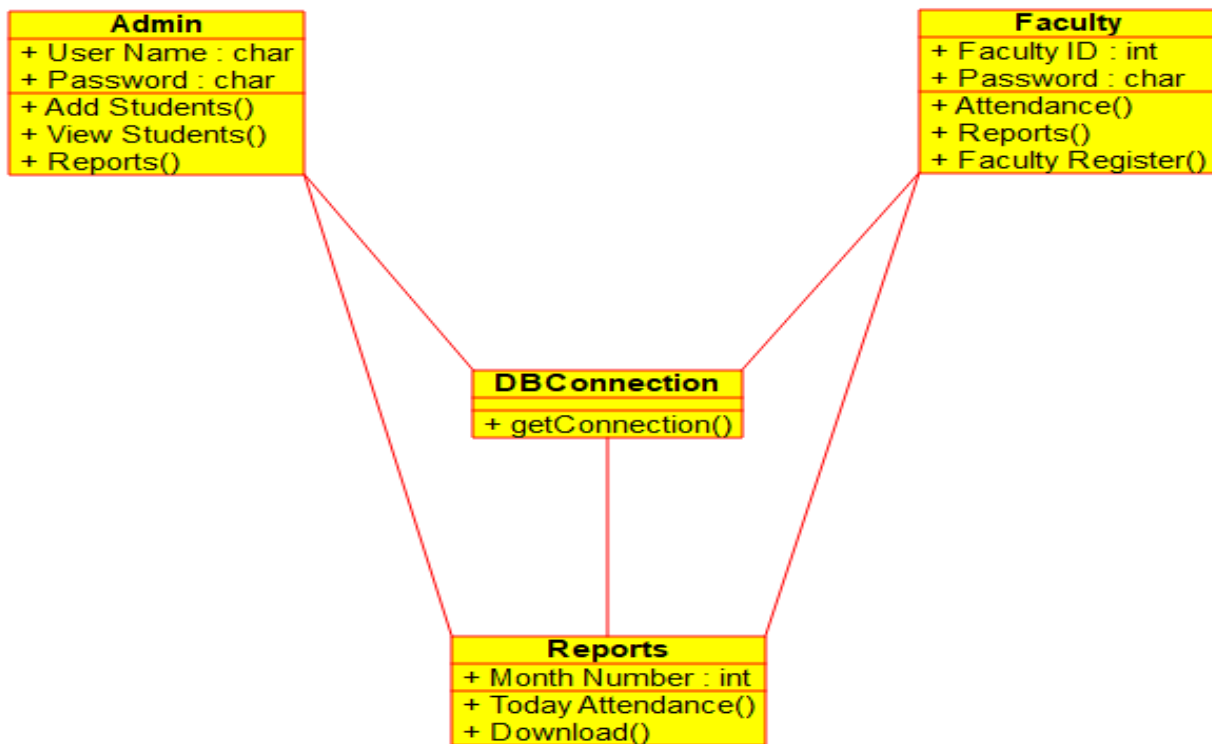 Admin
+ User Name : char
+ Password : char
+ Add Students()
+ View Students()
+ Reports()
Faculty
+ Faculty ID : int
+ Password : char
+ Attendance()
+ Reports()
+ Faculty Register()
DBConnection
+ getConnection()
Reports
+ Month Number : int
+ Today Attendance()
+ Download()